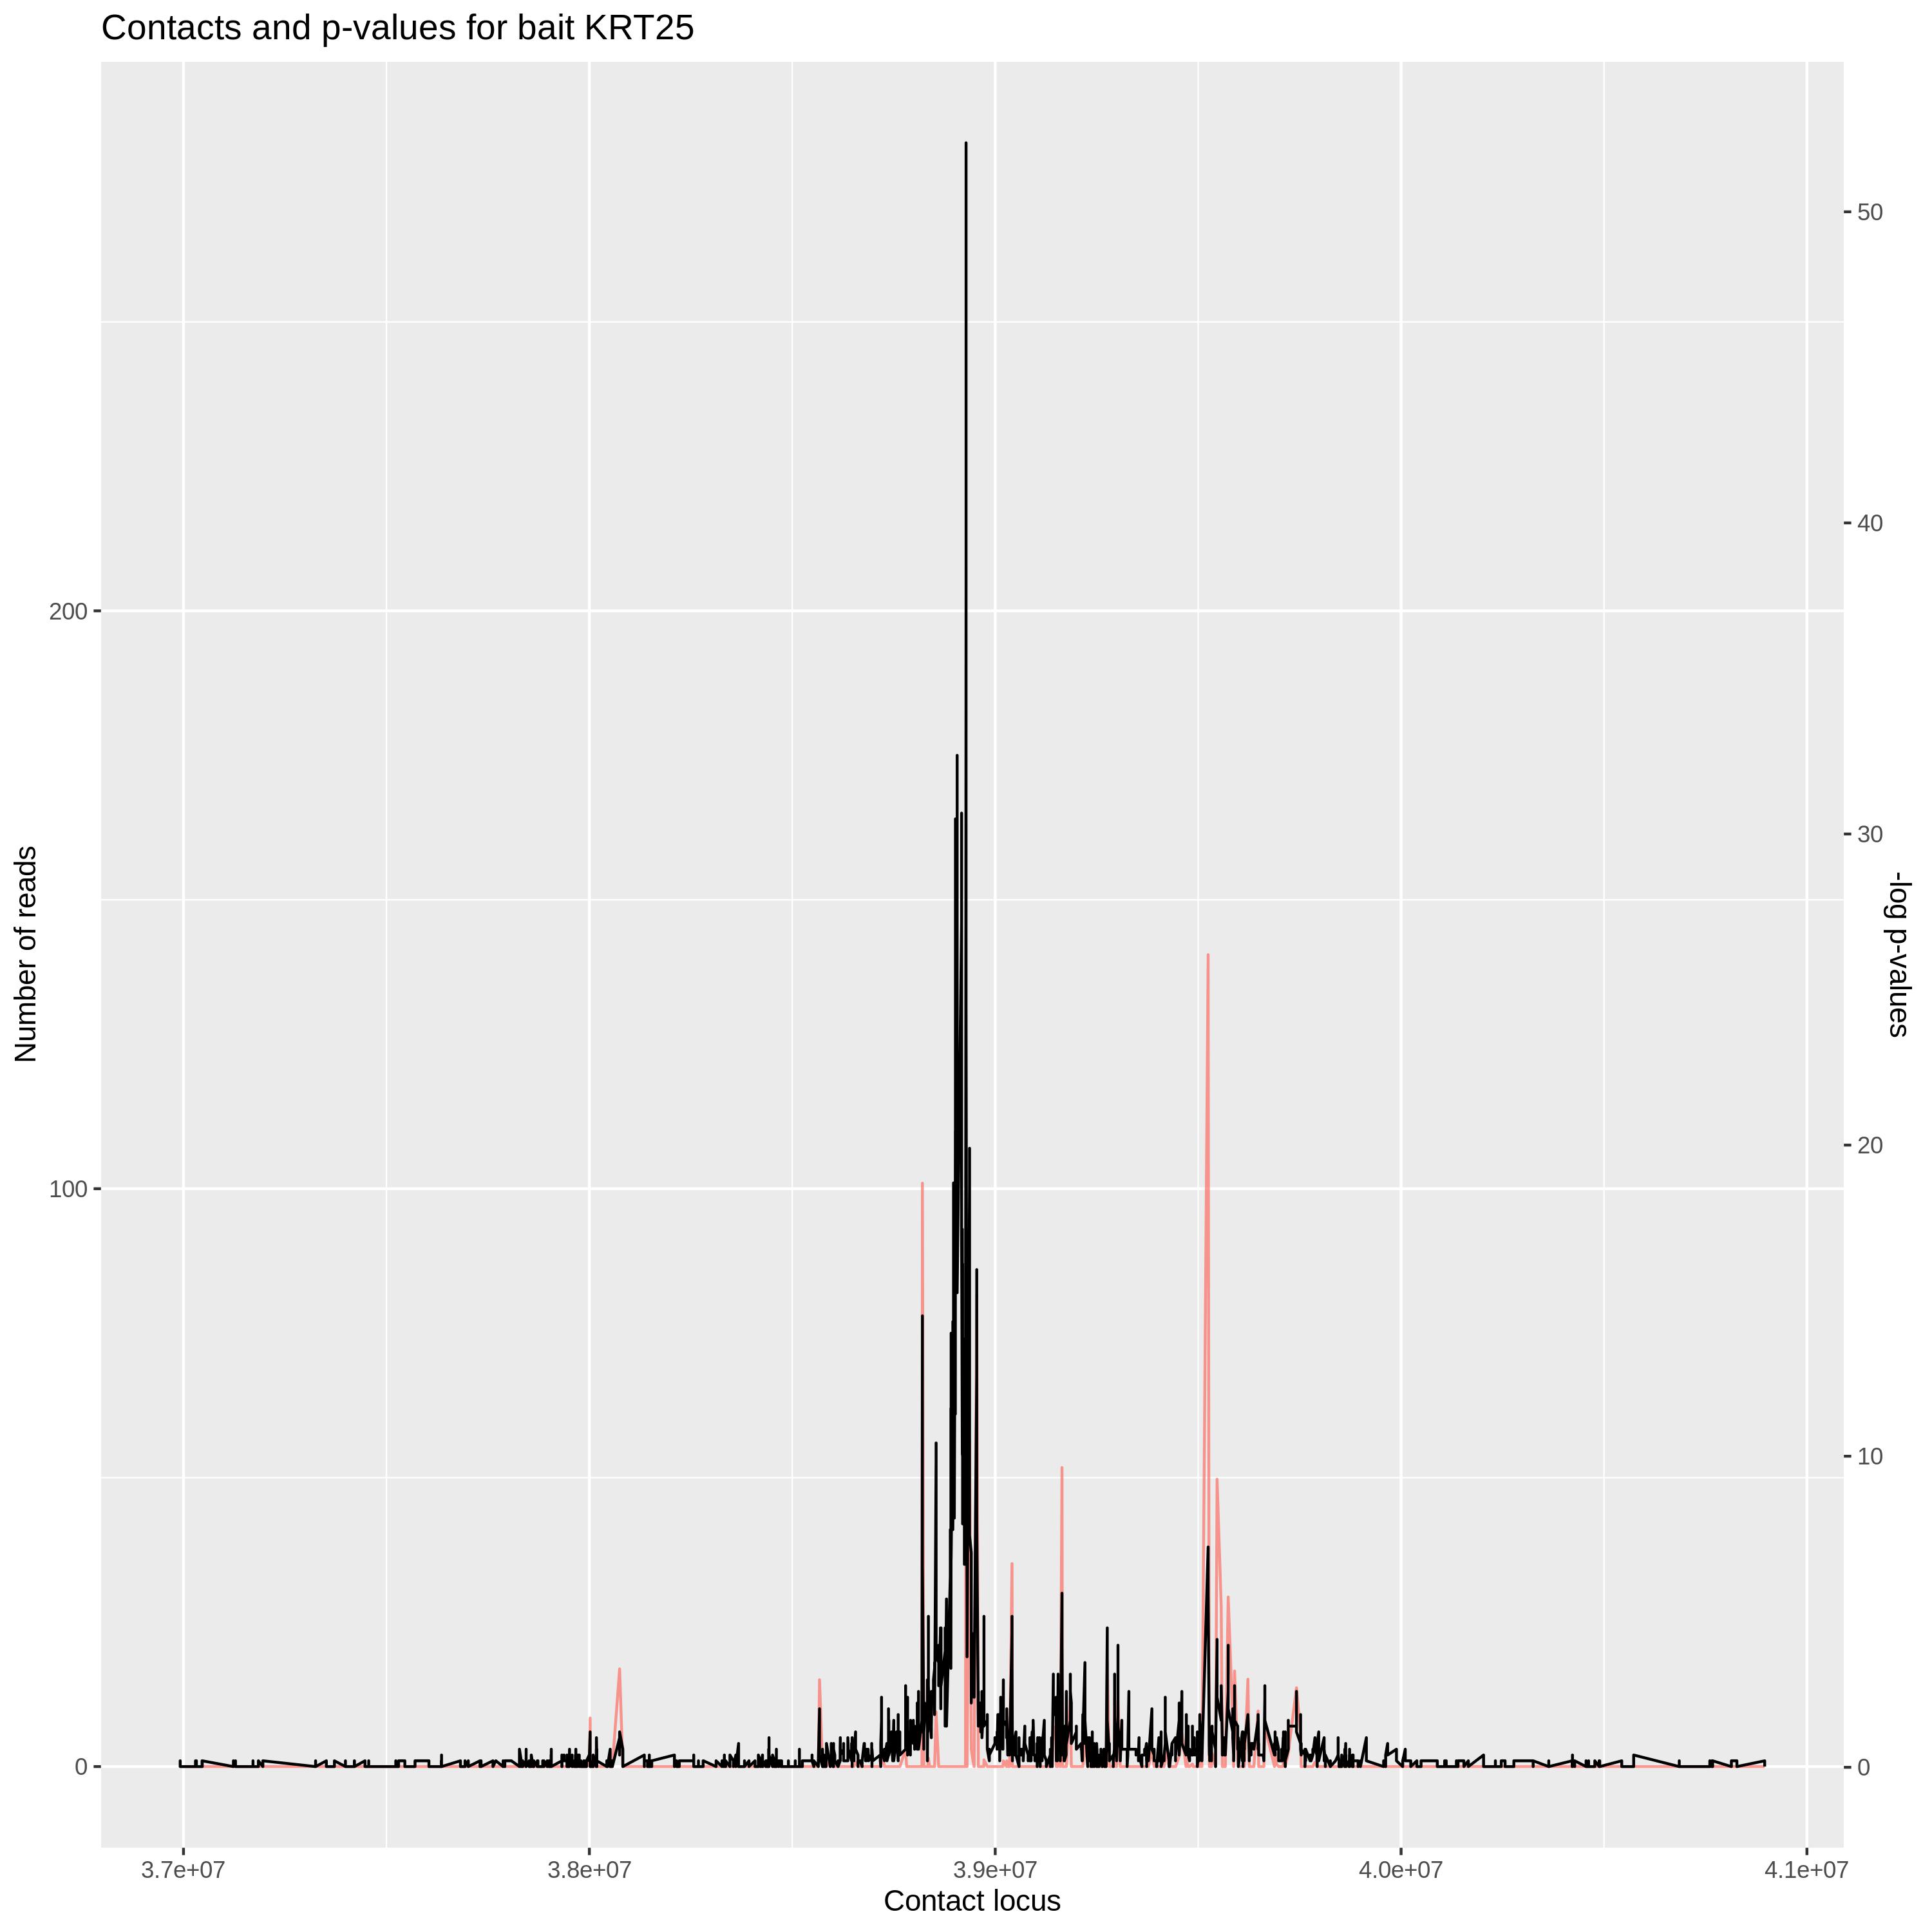 Contacts and p-values for bait KRT25
50
40
200
30
Number of reads
-log p-values
20
100
10
0
0
3.7e+07
3.8e+07
3.9e+07
4.0e+07
4.1e+07
Contact locus